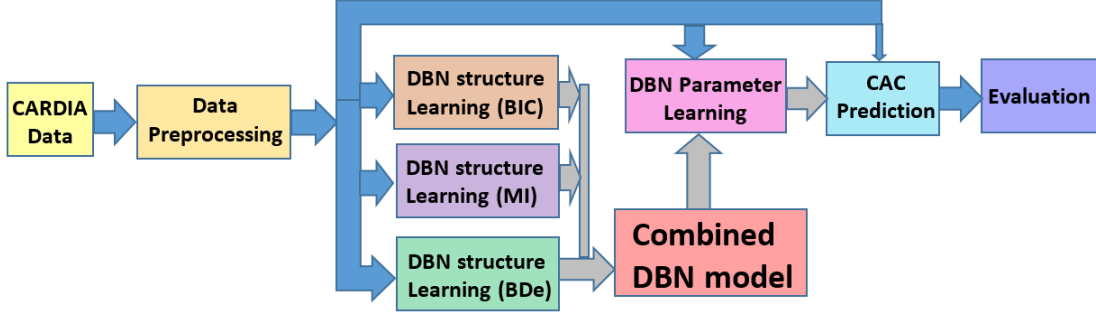 CARDIA
Data
Data
Preprocessing
DBN structure
Learning (BIC)
DBN structure
Learning (MI)
DBN structure
Learning (BDe)
Combined
DBN model
DBN Parameter
Learning
CAC
Prediction
Evaluation